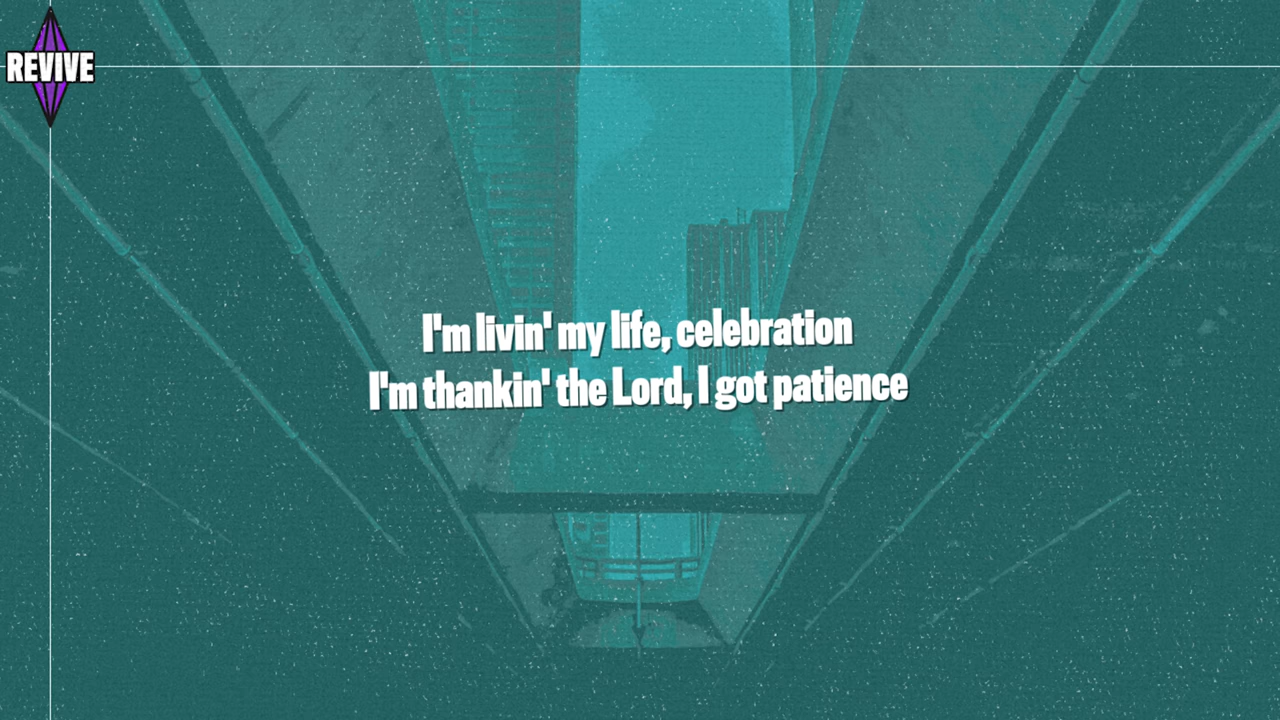 REVIVE
I'm livin' my life, celebration
I'm thankin' the Lord, I got patience